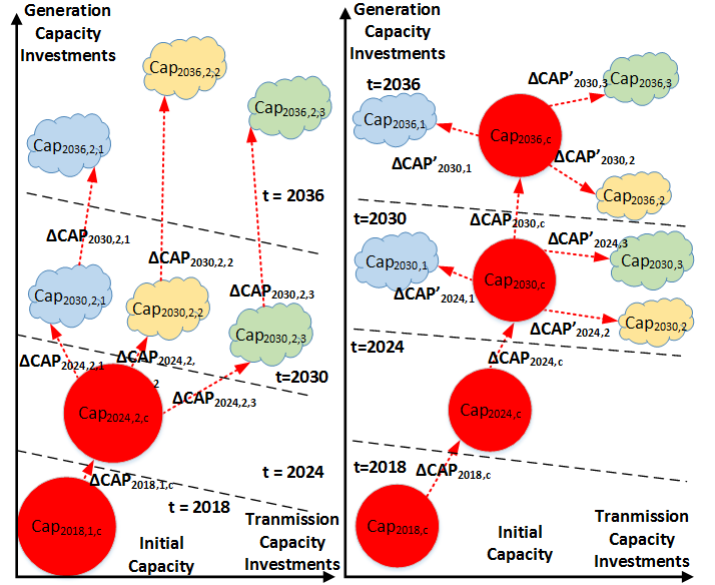 Generation
Capacity
Investments
Cap2036,2,2
Cap2036,2,3
Cap2036,2,1
t = 2036
ΔCAP2030,2,1
ΔCAP2030,2,2
ΔCAP2030,2,3
Cap2030,2,1
Cap2030,2,2
Cap2030,2,3
ΔCAP2024,2,1
ΔCAP2024,2,
2
t=2030
ΔCAP2024,2,3
Cap2024,2,c
t = 2024
ΔCAP2018,1,c
t = 2018
Cap2018,1,c
Initial
Capacity
Tranmission
Capacity
Investments
Generation
Capacity
Investments
t=2036
ΔCAP’2030,3
Cap2036,3
Cap2036,1
Cap2036,c
ΔCAP’2030,1
ΔCAP’2030,2
Cap2036,2
t=2030
ΔCAP2030,c
ΔCAP’2024,3
Cap2030,1
Cap2030,c
Cap2030,3
ΔCAP’2024,1
ΔCAP’2024,2
Cap2030,2
t=2024
ΔCAP2024,c
Cap2024,c
t=2018
ΔCAP2018,c
Cap2018,c
Initial
Capacity
Tranmission
Capacity
Investments